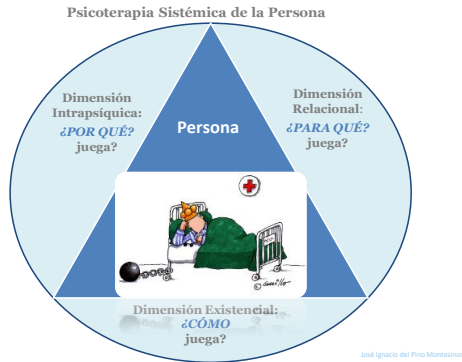 Psicoterapia Sistémica de la Persona
Dimensión
Intrapsíquica:
¿POR QUÉ?
juega?
Persona
Dimensión
Relacional:
¿PARA QUÉ?
juega?
Dimensión Existencial:
¿CÓMO
juega?
José Ignacio del Pino Montesinos